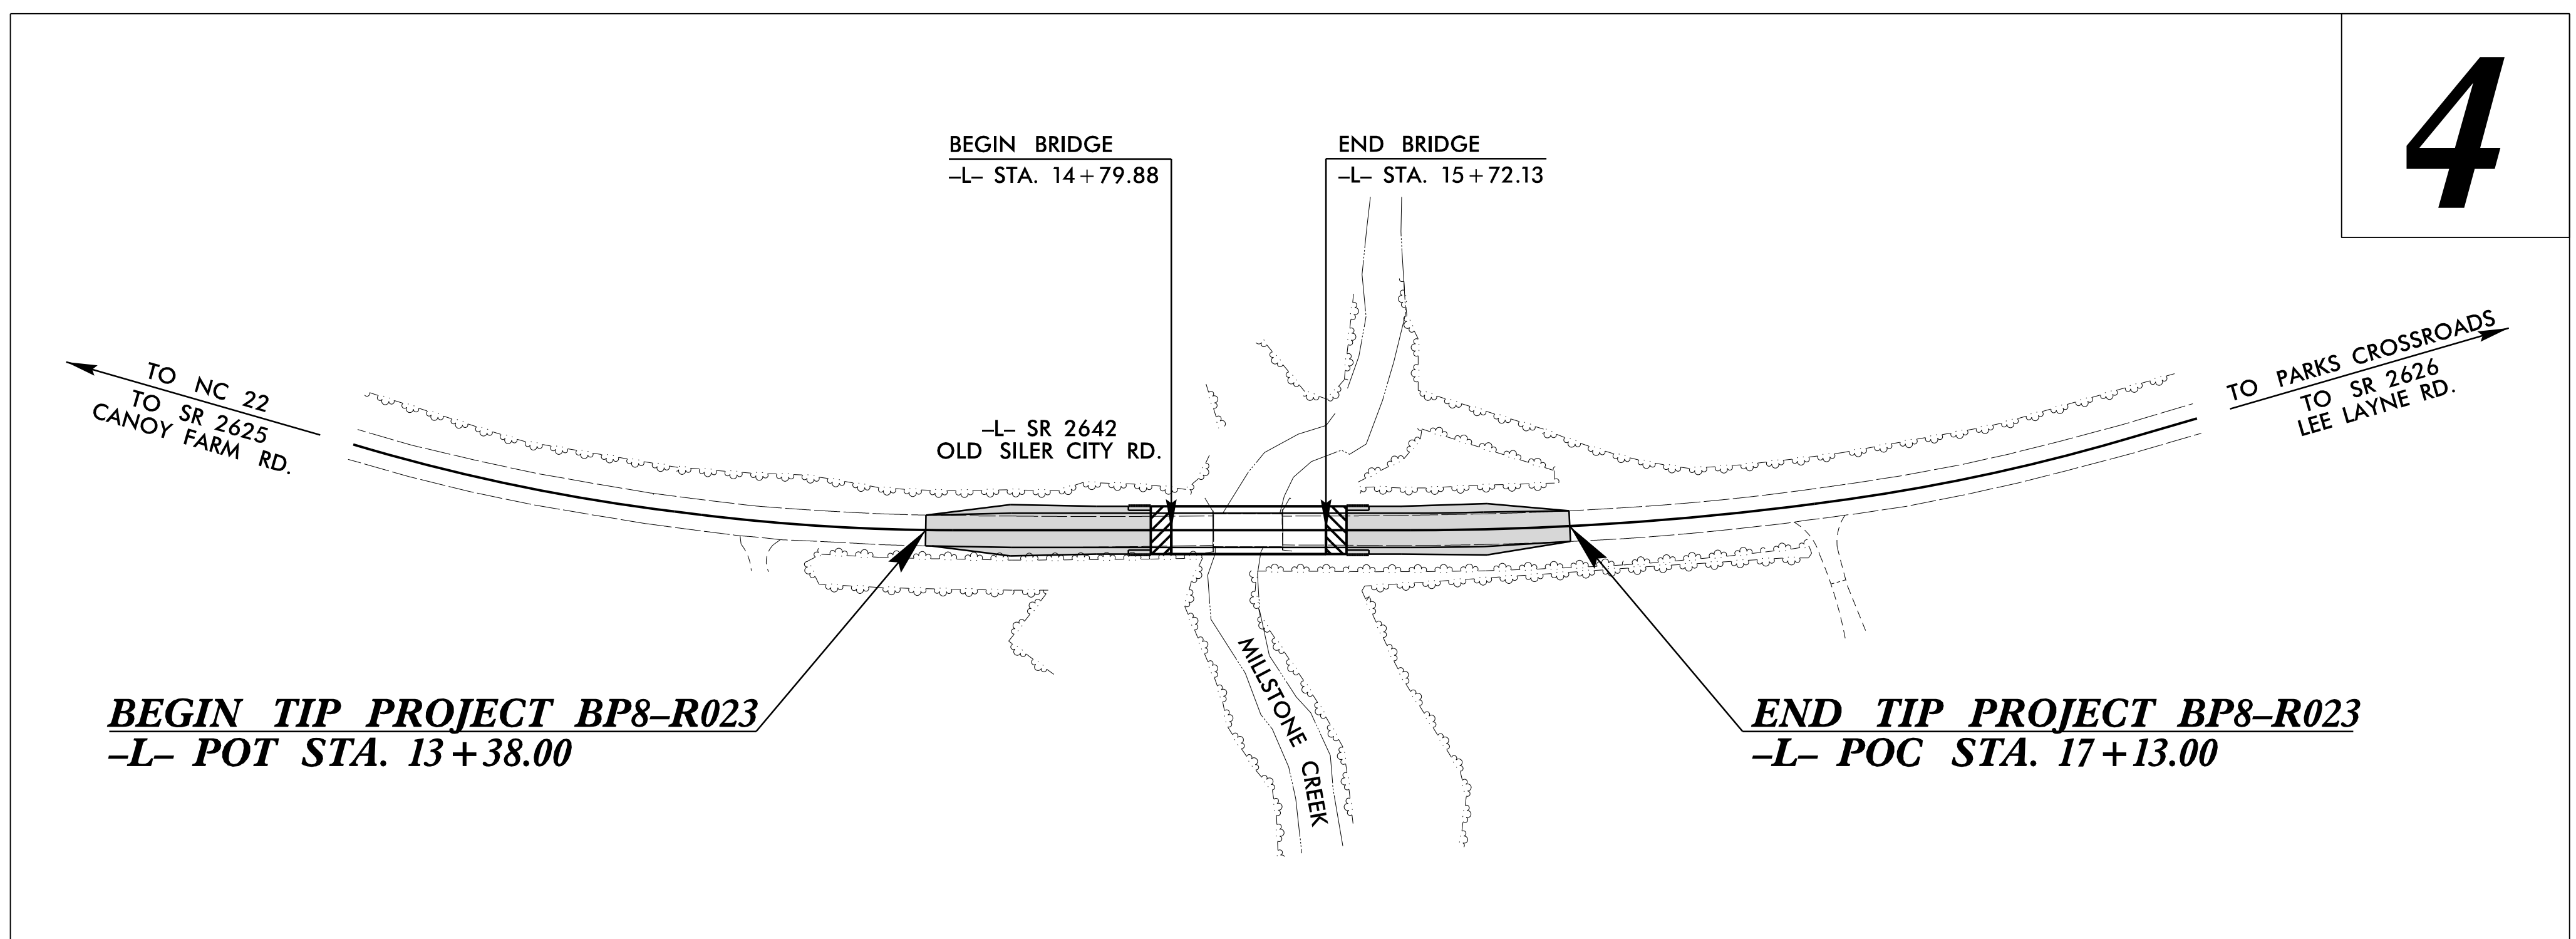 4
BEGIN BRIDGE
–L– STA. 14+79.88
END BRIDGE
–L– STA. 15+72.13
TO NC 22
TO SR 2625
CANOY FARM RD.
–L– SR 2642
OLD SILER CITY RD.
TO PARKS CROSSROADS
TO SR 2626
LEE LAYNE RD.
MILLSTONE CREEK
BEGIN TIP PROJECT BP8–R023
–L– POT STA. 13+38.00
END TIP PROJECT BP8–R023
–L– POC STA. 17+13.00